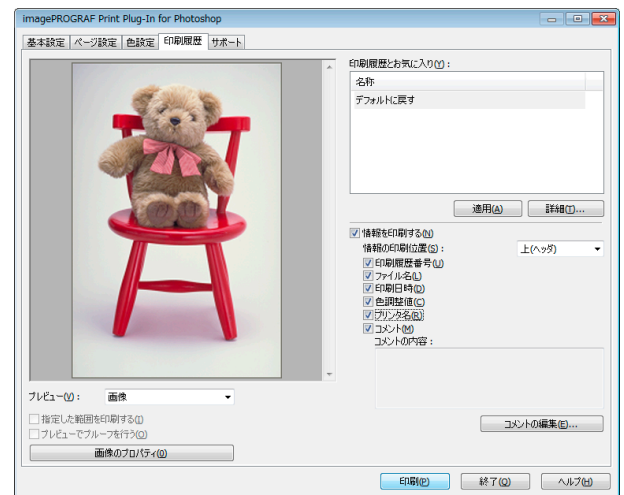 imagePROGRAF Print Plug-In for Photoshop
基本設定 ページ設定 色設定 印刷履歴 サポート
印刷履歴とお気に入り(Y)：
名称
デフォルトに戻す
適用(A) 詳細(T)...
情報を印刷する(N)
情報の印刷位置(S)： 上(ヘッダ)
印刷履歴番号(U)
ファイル名(L)
印刷日時(D)
色調整値(C)
プリンタ名(R)
コメント(M)
コメントの内容：
プレビュー(V)： 画像
指定した範囲を印刷する(I)
プレビューでプルーフを行う(O)
コメントの編集(E)...
画像のプロパティ(0)
印刷(P) 終了(Q) ヘルプ(H)